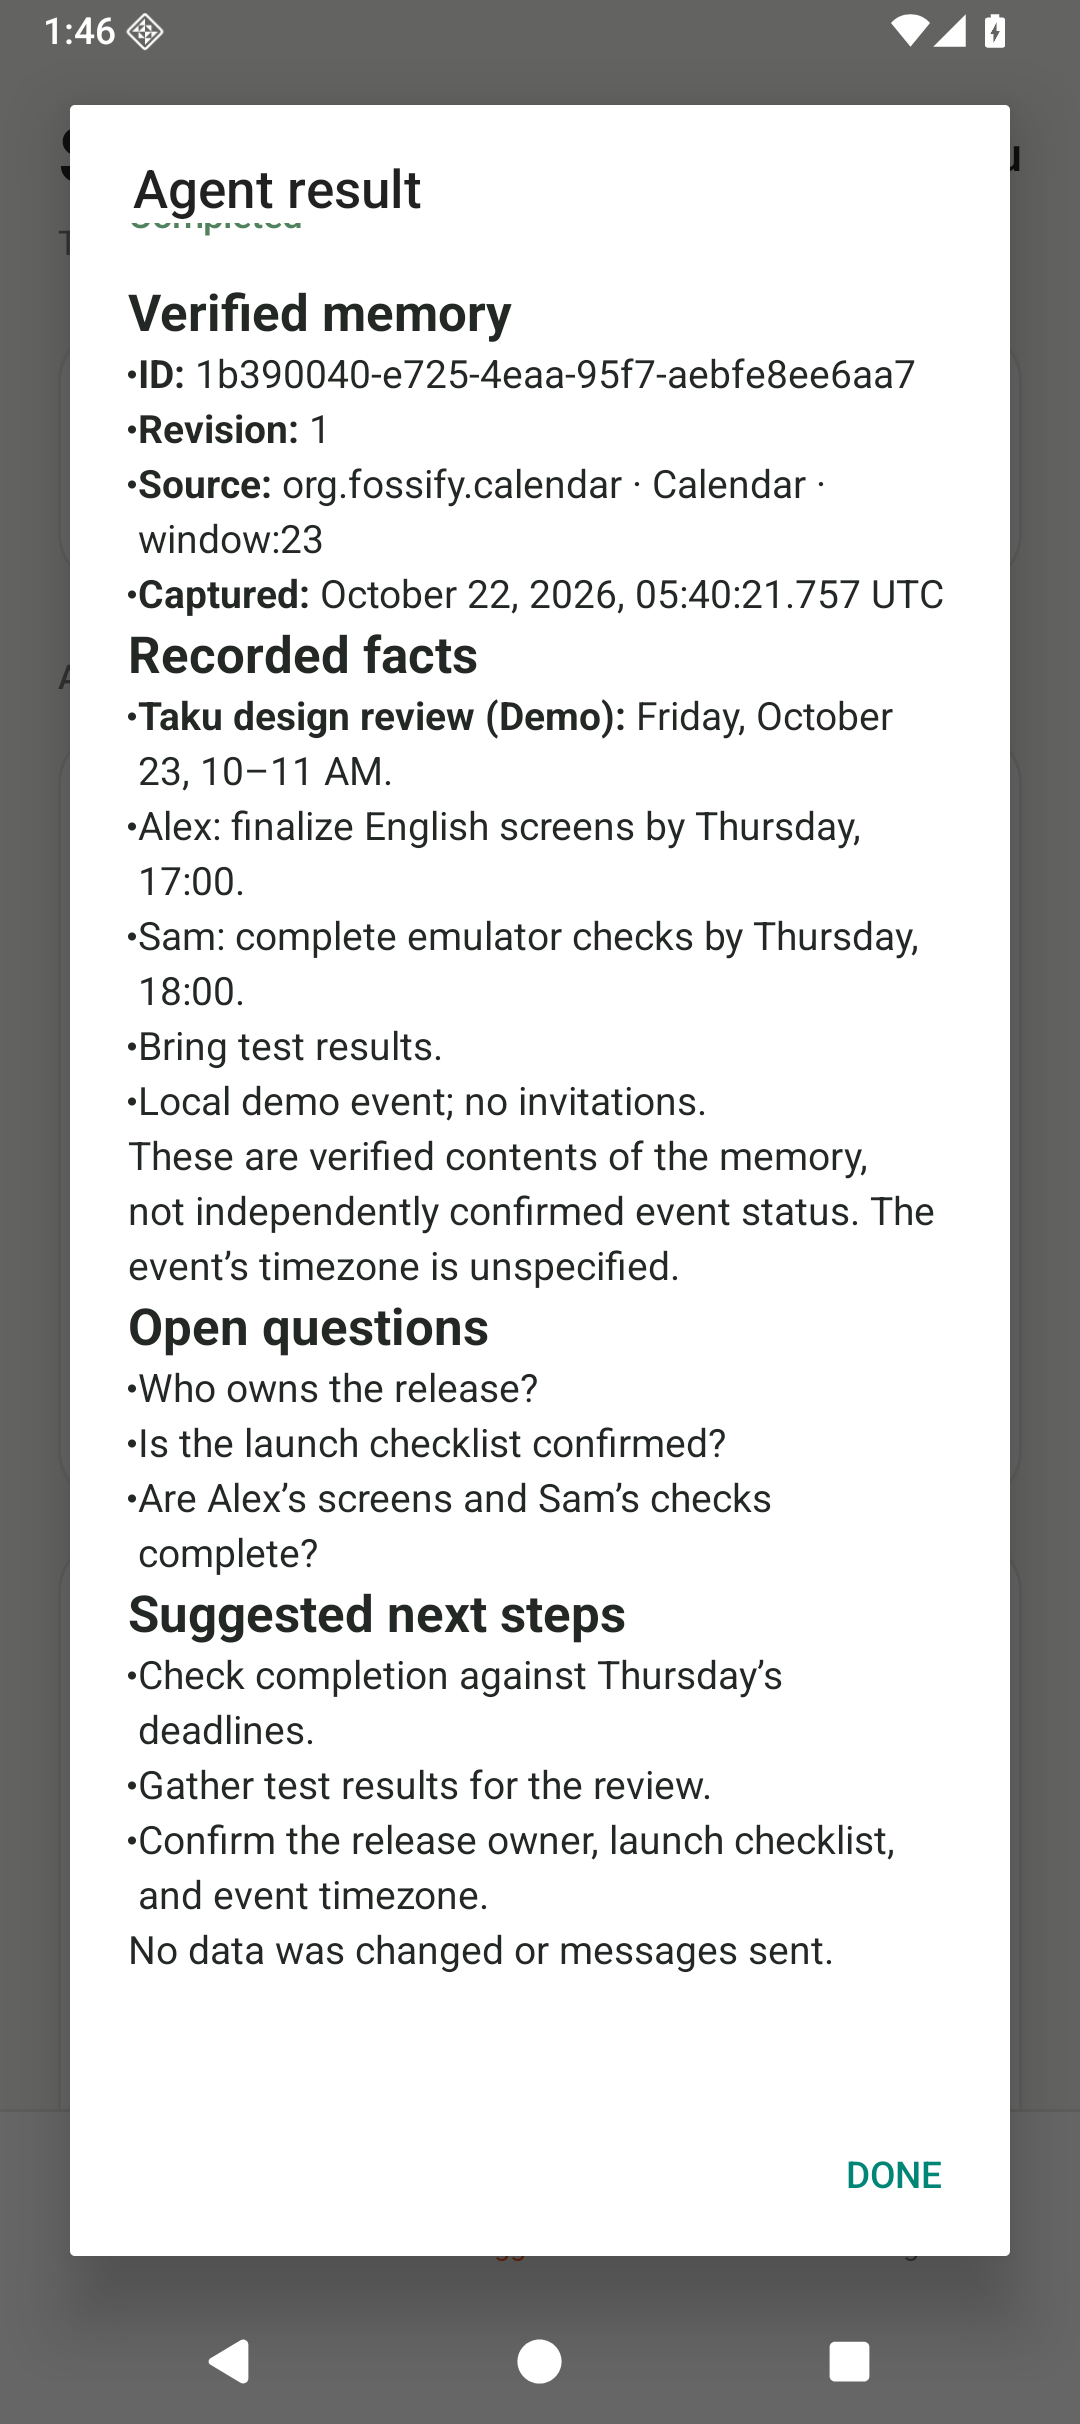 1:46
Agent result
Completed
Verified memory
•ID: 1b390040-e725-4eaa-95f7-aebfe8ee6aa7
•Revision: 1
•Source: org.fossify.calendar · Calendar ·
window:23
•Captured: October 22, 2026, 05:40:21.757 UTC
Recorded facts
•Taku design review (Demo): Friday, October
23, 10–11 AM.
•Alex: finalize English screens by Thursday,
17:00.
•Sam: complete emulator checks by Thursday,
18:00.
•Bring test results.
•Local demo event; no invitations.
These are verified contents of the memory,
not independently confirmed event status. The
event’s timezone is unspecified.
Open questions
•Who owns the release?
•Is the launch checklist confirmed?
•Are Alex’s screens and Sam’s checks
complete?
Suggested next steps
•Check completion against Thursday’s
deadlines.
•Gather test results for the review.
•Confirm the release owner, launch checklist,
and event timezone.
No data was changed or messages sent.
DONE